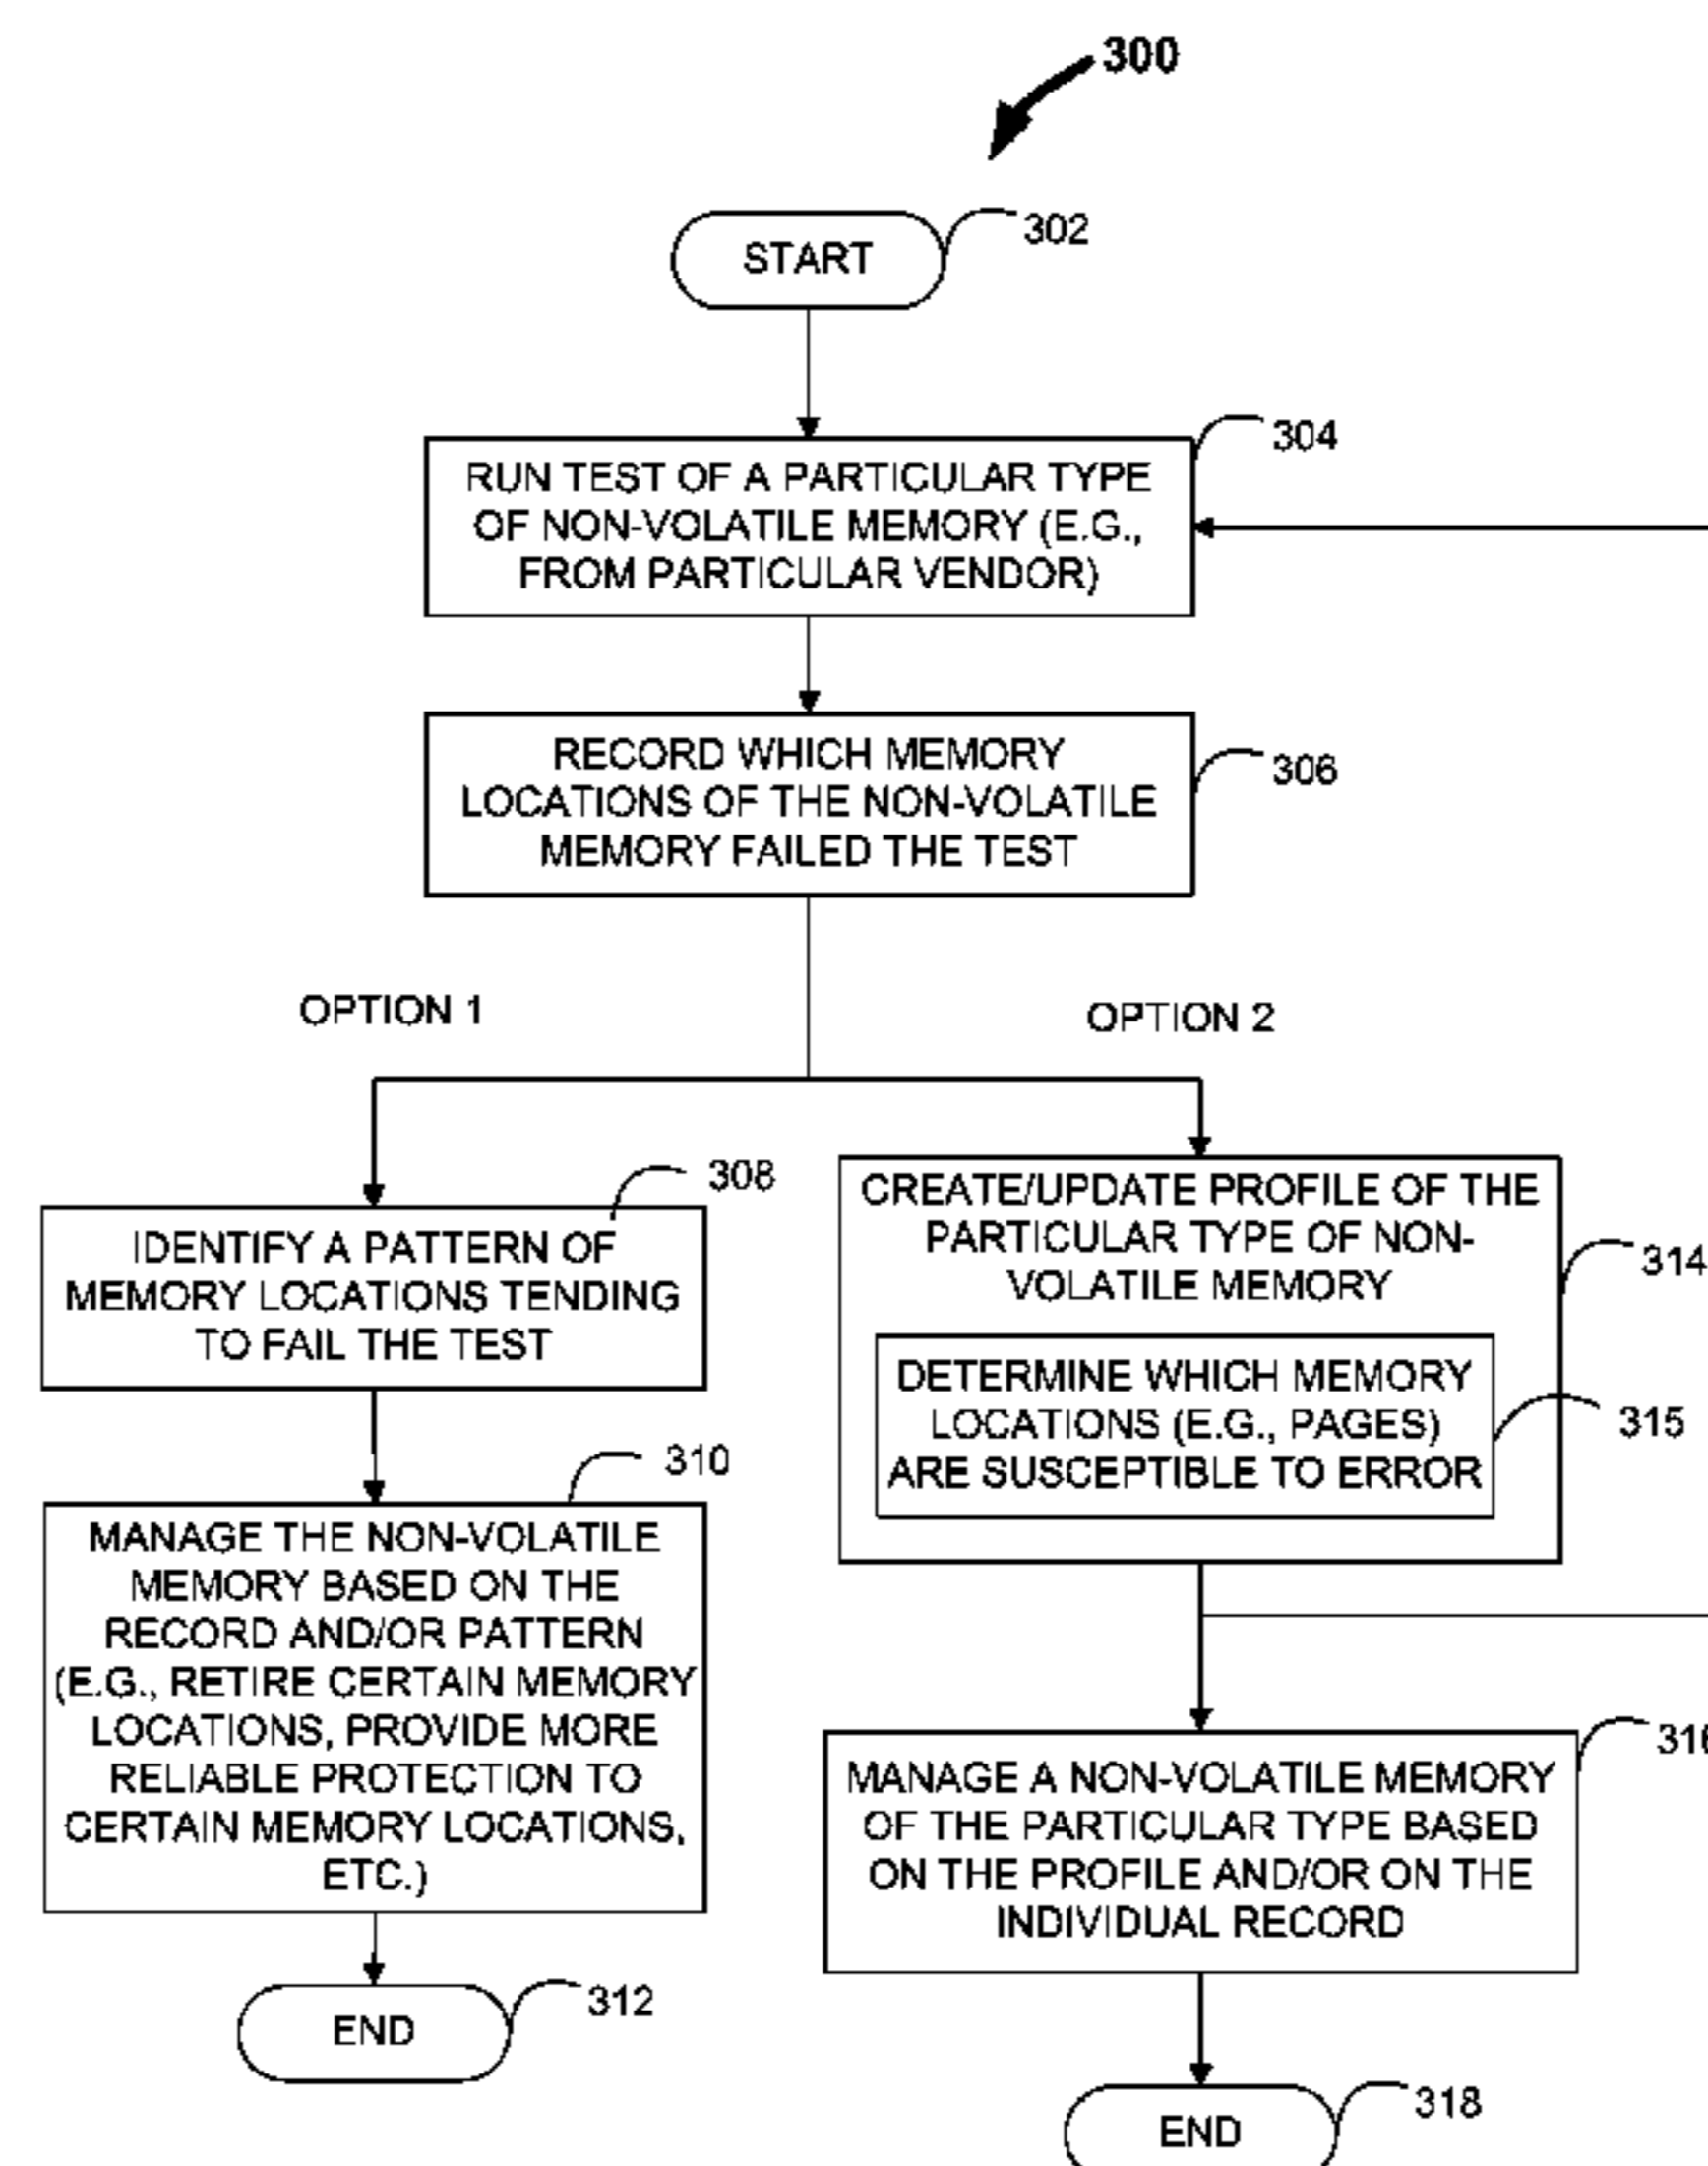 300
START
302
304
RUN TEST OF A PARTICULAR TYPE
OF NON-VOLATILE MEMORY (E.G.,
FROM PARTICULAR VENDOR)
RECORD WHICH MEMORY
LOCATIONS OF THE NON-VOLATILE
MEMORY FAILED THE TEST
306
OPTION 1
OPTION 2
308
IDENTIFY A PATTERN OF
MEMORY LOCATIONS TENDING
TO FAIL THE TEST
CREATE/UPDATE PROFILE OF THE
PARTICULAR TYPE OF NON-
VOLATILE MEMORY
314
DETERMINE WHICH MEMORY
LOCATIONS (E.G., PAGES)
ARE SUSCEPTIBLE TO ERROR
315
310
MANAGE THE NON-VOLATILE
MEMORY BASED ON THE
RECORD AND/OR PATTERN
(E.G., RETIRE CERTAIN MEMORY
LOCATIONS, PROVIDE MORE
RELIABLE PROTECTION TO
CERTAIN MEMORY LOCATIONS,
ETC.)
MANAGE A NON-VOLATILE MEMORY
OF THE PARTICULAR TYPE BASED
ON THE PROFILE AND/OR ON THE
INDIVIDUAL RECORD
END
312
END
318